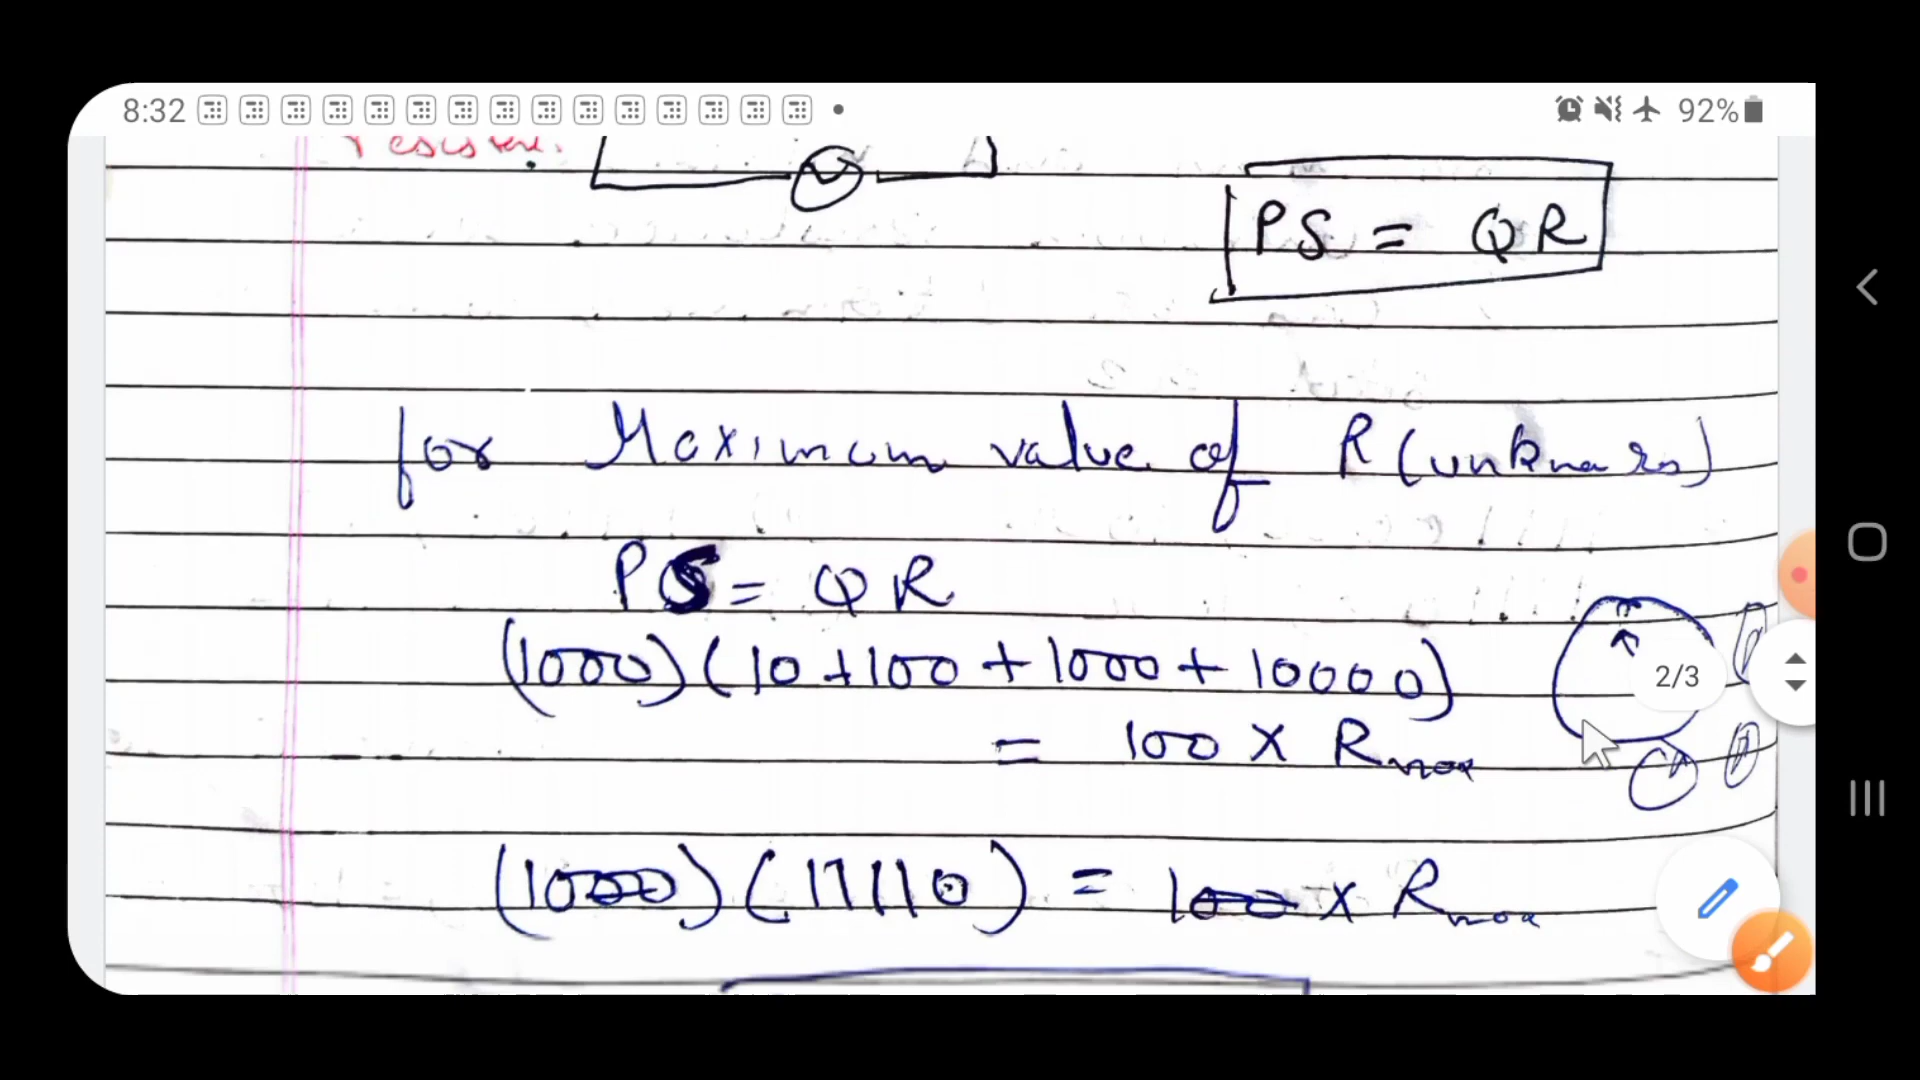 8:32 92%
PS = QR
for Maximum value of R (unknown)
PS = QR
(1000)(10+100+1000+10000)
= 100 X Rmax
2/3
(1000)(11110) = 100 x Rmax